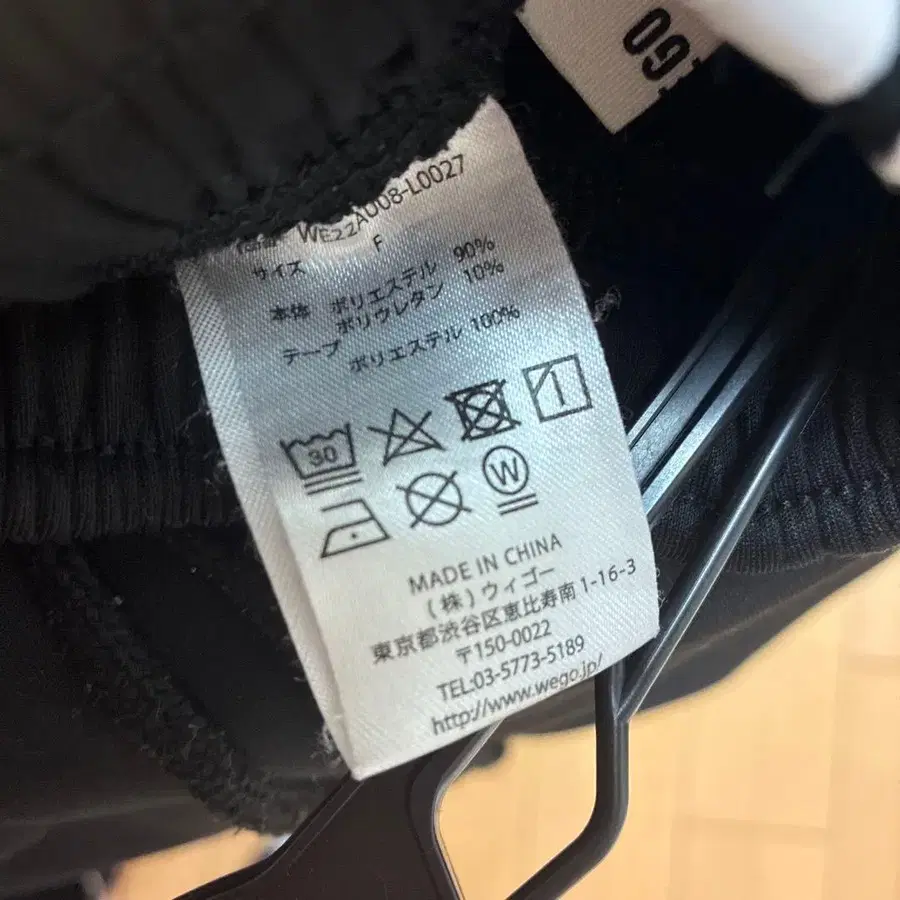 GO
WE22A008-L0027
サイズ F
本体 ポリエステル 90%
ポリウレタン 10%
テープ
ポリエステル 100%
30
W
MADE IN CHINA
(株)ウィゴー
東京都渋谷区恵比寿南1-16-3
〒150-0022
TEL:03-5773-5189
http://www.wego.jp/